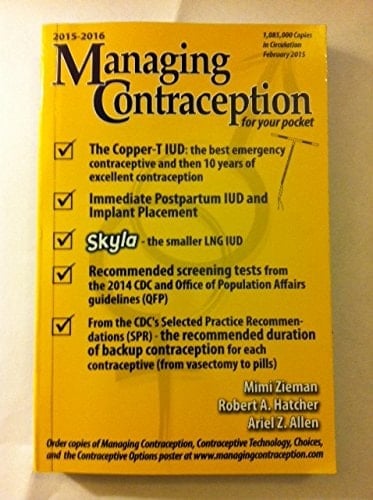 2015-2016
1,085,000 Copies
in Circulation
February 2015
Managing
Contraception
for your pocket
The Copper-T IUD: the best emergency
contraceptive and then 10 years of
excellent contraception
Immediate Postpartum IUD and
Implant Placement
Skyla - the smaller LNG IUD
Recommended screening tests from
the 2014 CDC and Office of Population Affairs
guidelines (QFP)
From the CDC's Selected Practice Recommen-
dations (SPR) - the recommended duration
of backup contraception for each
contraceptive (from vasectomy to pills)
Mimi Zieman
Robert A. Hatcher
Ariel Z. Allen
Order copies of Managing Contraception, Contraceptive Technology, Choices,
and the Contraceptive Options poster at www.managingcontraception.com